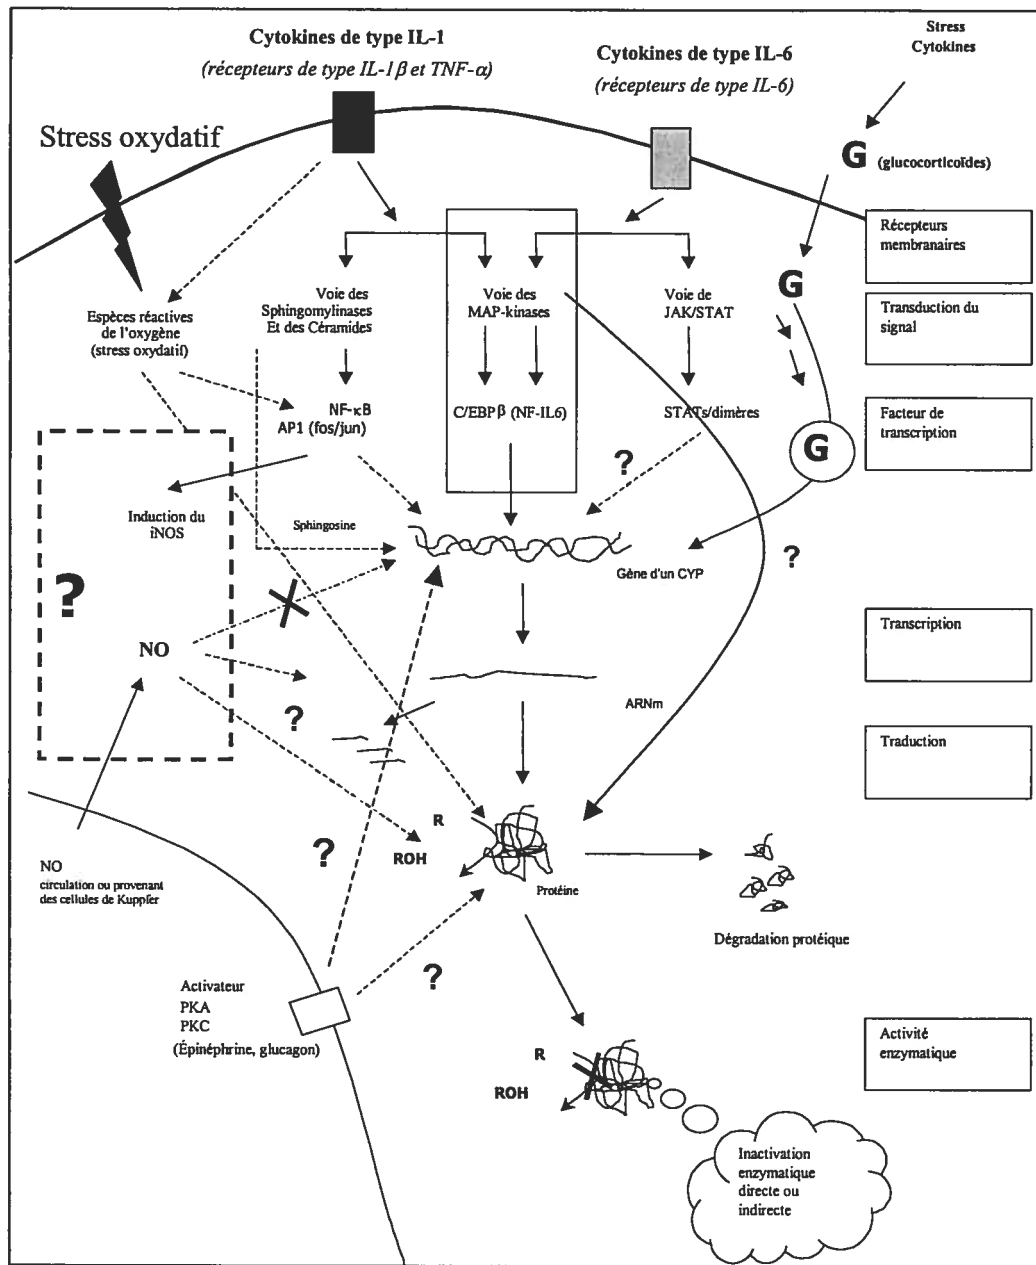 Cytokines de type IL-1
(récepteurs de type IL-1β et TNF-α)
Cytokines de type IL-6
(récepteurs de type IL-6)
Stress
Cytokines
Stress oxydatif
G (glucocorticoïdes)
Récepteurs
membranaires
G
Espèces réactives
de l'oxygène
(stress oxydatif)
Voie des
Sphingomylinases
Et des Céramides
Voie des
MAP-kinases
Voie de
JAK/STAT
Transduction du
signal
NF-κB
AP1 (fos/jun)
C/EBPβ (NF-IL6)
STATs/dimères
Facteur de
transcription
G
?
Induction du
iNOS
Sphingosine
Gène d'un CYP
?
?
NO
Transcription
?
ARNm
Traduction
R
ROH
?
Protéine
NO
circulation ou provenant
des cellules de Kuppfer
Dégradation protéique
?
Activateur
PKA
PKC
(Épinéphrine, glucagon)
Activité
enzymatique
R
ROH
Inactivation
enzymatique
directe ou
indirecte